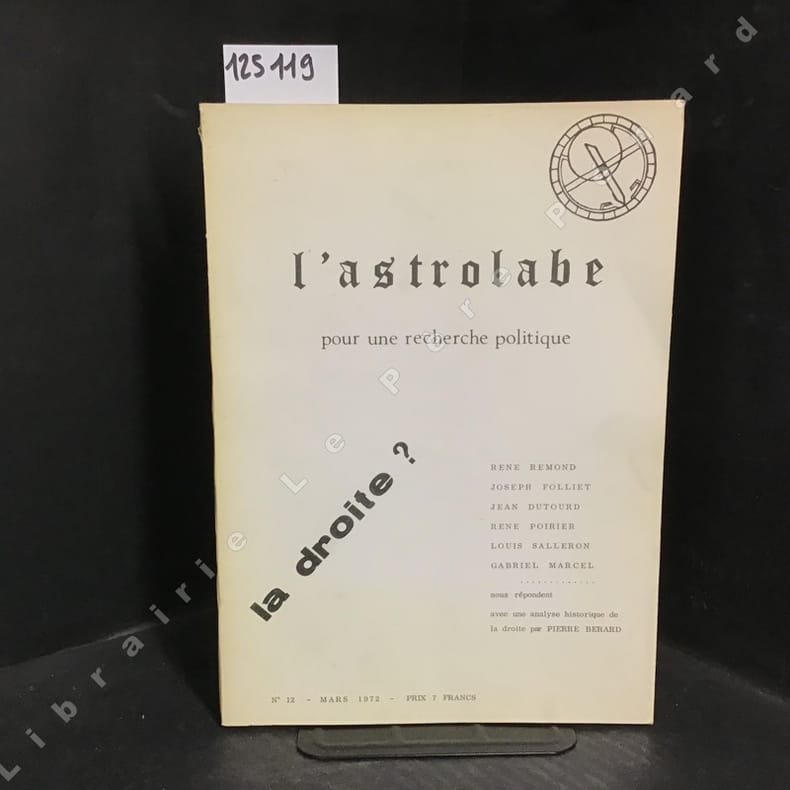 125119
l'astrolabe
pour une recherche politique
la droite ?
RENE REMOND
JOSEPH FOLLIET
JEAN DUTOURD
RENE POIRIER
LOUIS SALLERON
GABRIEL MARCEL
.............
nous répondent
avec une analyse historique de
la droite par PIERRE BERARD
N° 12 - MARS 1972 - PRIX 7 FRANCS
Librairie Le Père Pénard